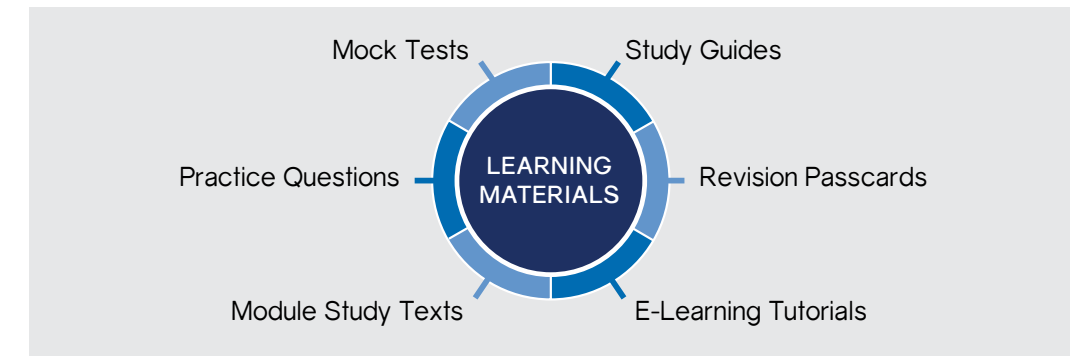 Mock Tests
Study Guides
Practice Questions
LEARNING
MATERIALS
Revision Passcards
Module Study Texts
E-Learning Tutorials